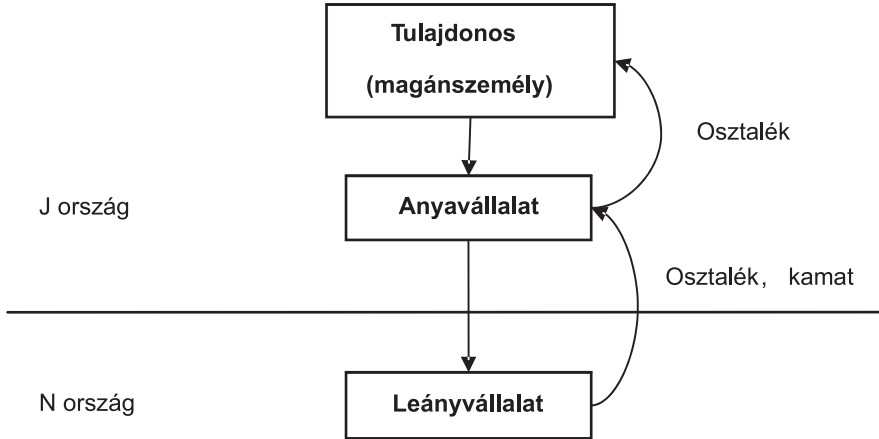 Tulajdonos
(magánszemély)
Osztalék
J ország
Anyavállalat
Osztalék, kamat
N ország
Leányvállalat